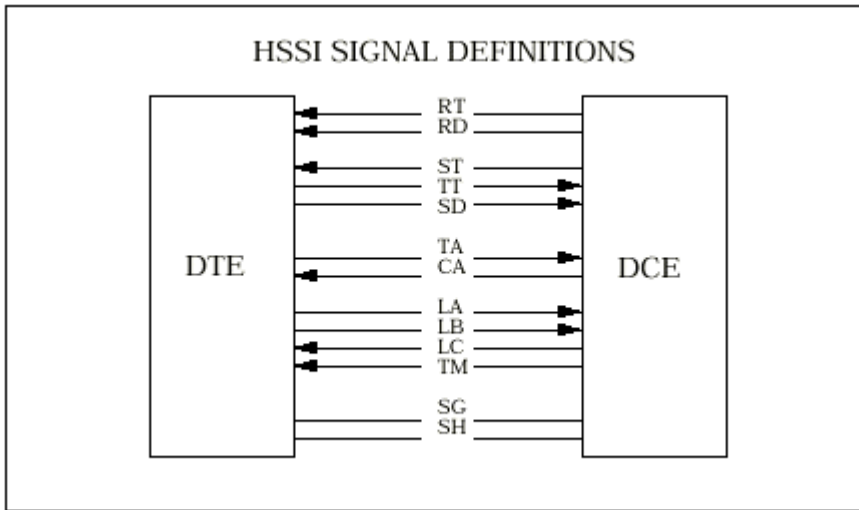 HSSI SIGNAL DEFINITIONS
RT
RD
ST
TT
SD
TA
CA
DTE
DCE
LA
LB
LC
TM
SG
SH